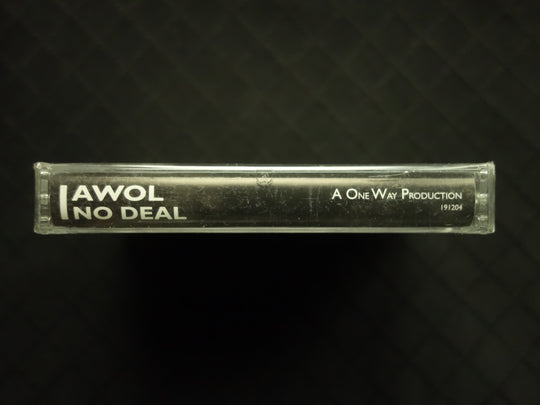 AWOL
NO DEAL
A One Way Production
191204